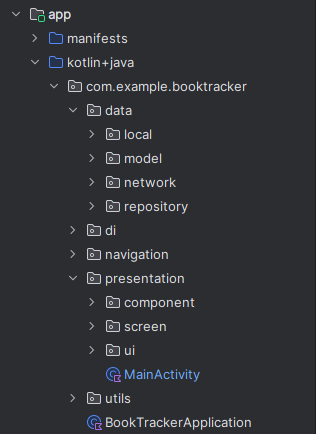 app
manifests
kotlin+java
com.example.booktracker
data
local
model
network
repository
di
navigation
presentation
component
screen
ui
MainActivity
utils
BookTrackerApplication